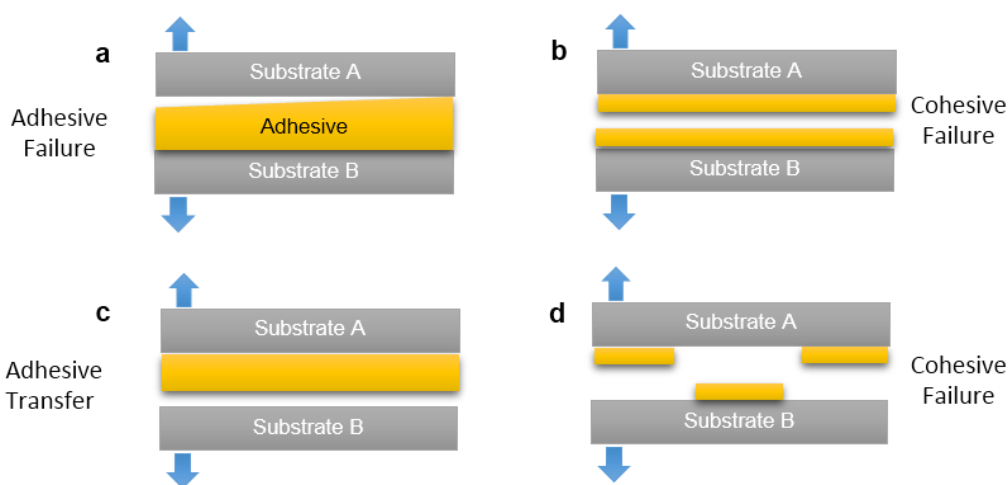 a
Substrate A
Adhesive
Failure
Adhesive
Substrate B
b
Substrate A
Cohesive
Failure
Substrate B
c
Substrate A
Adhesive
Transfer
Substrate B
d
Substrate A
Cohesive
Failure
Substrate B